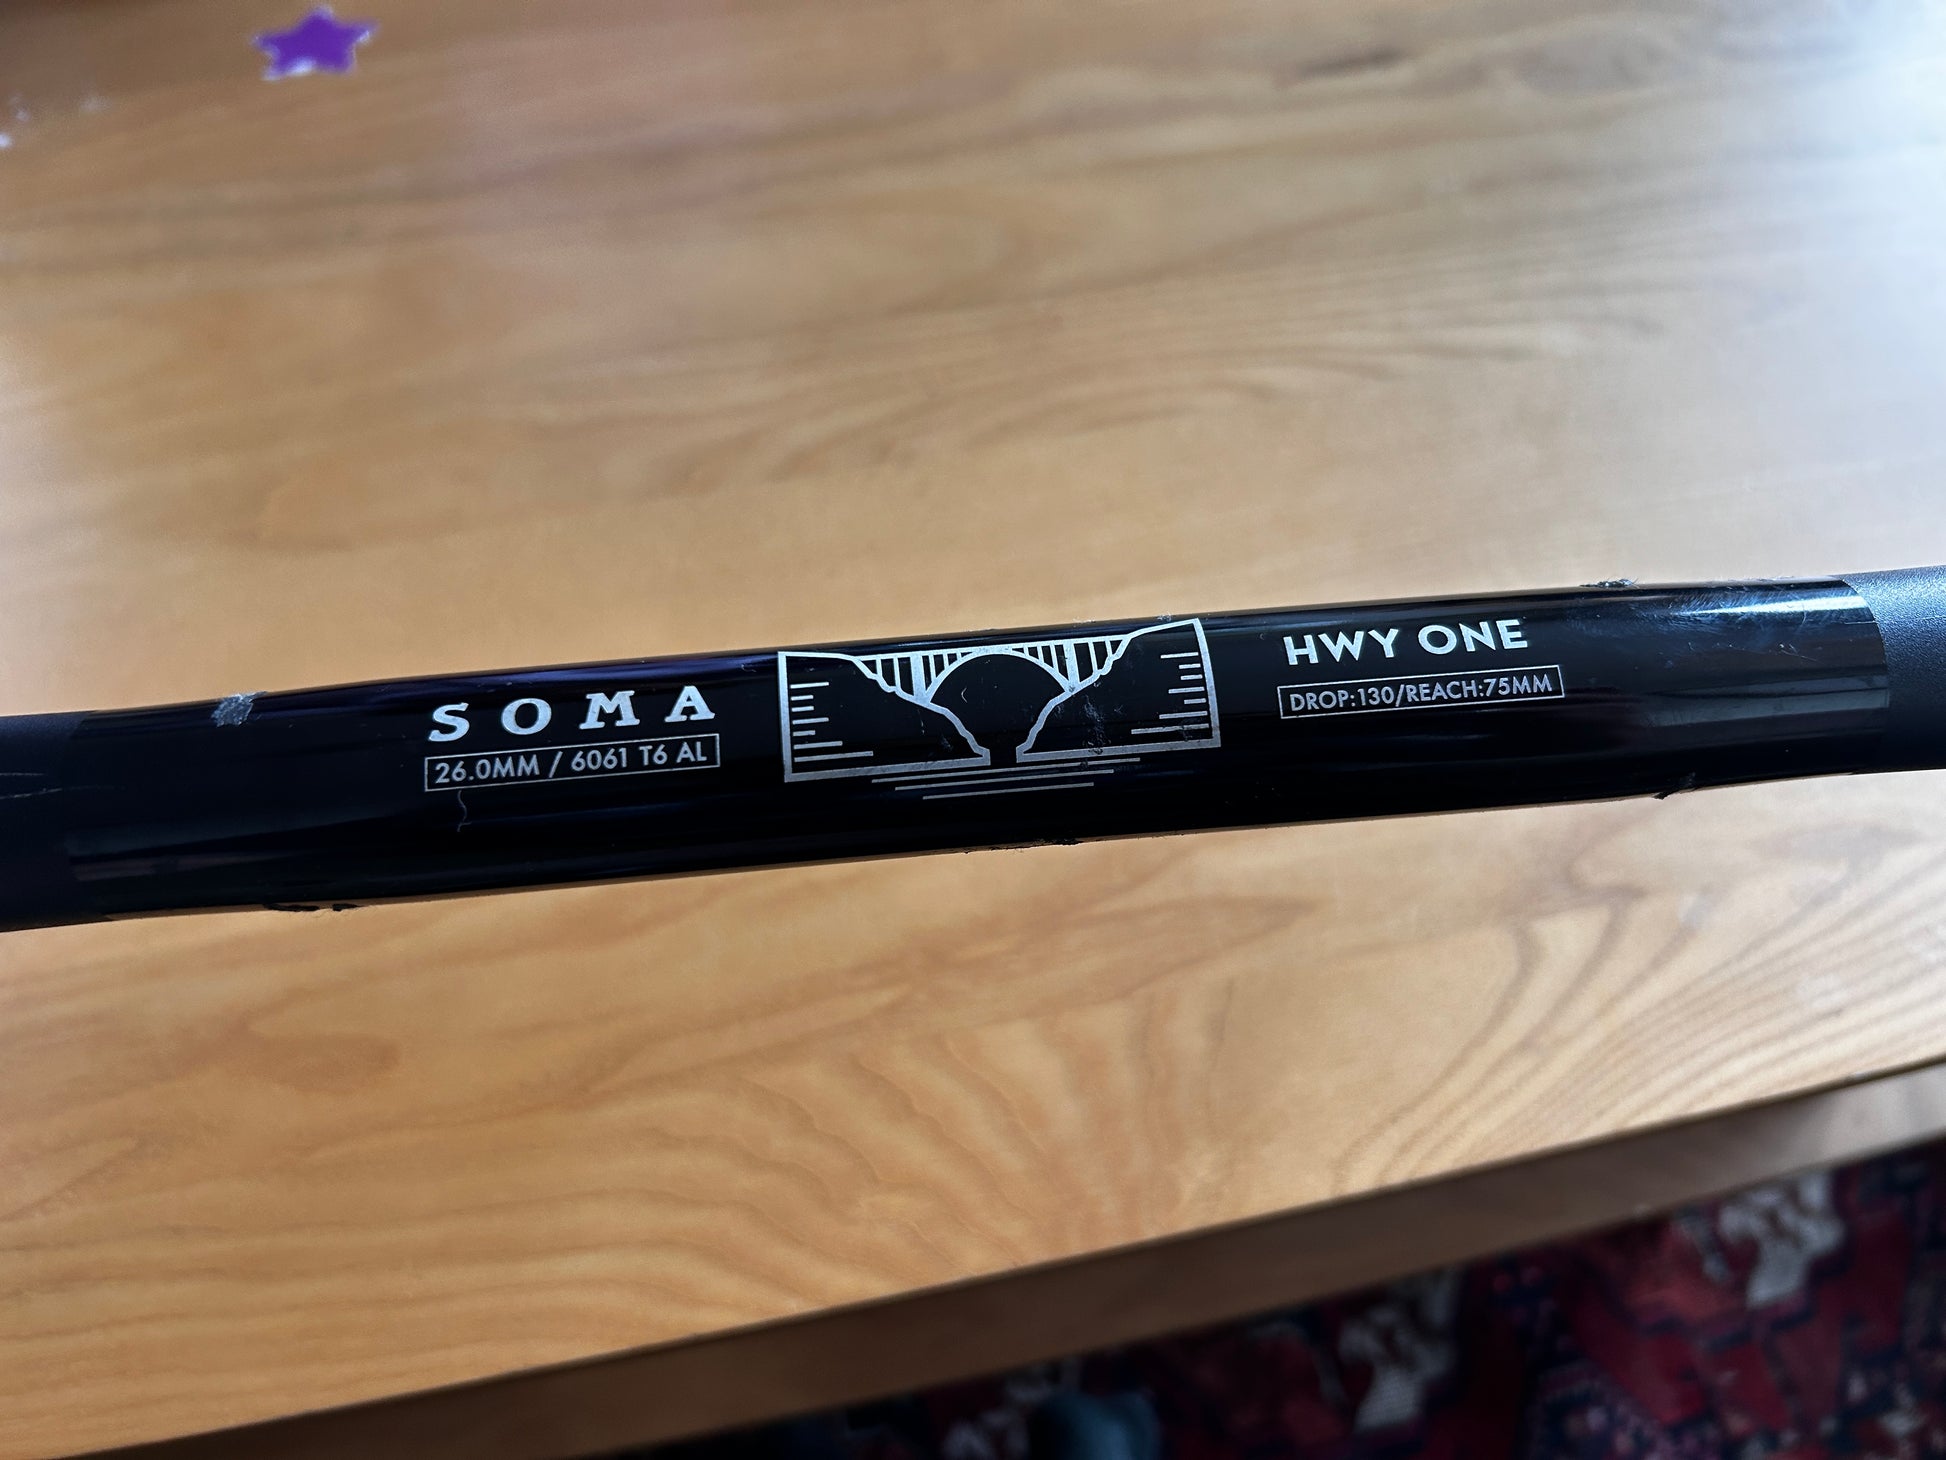 SOMA
26.0MM / 6061 T6 AL
HWY ONE
DROP:130/REACH:75MM